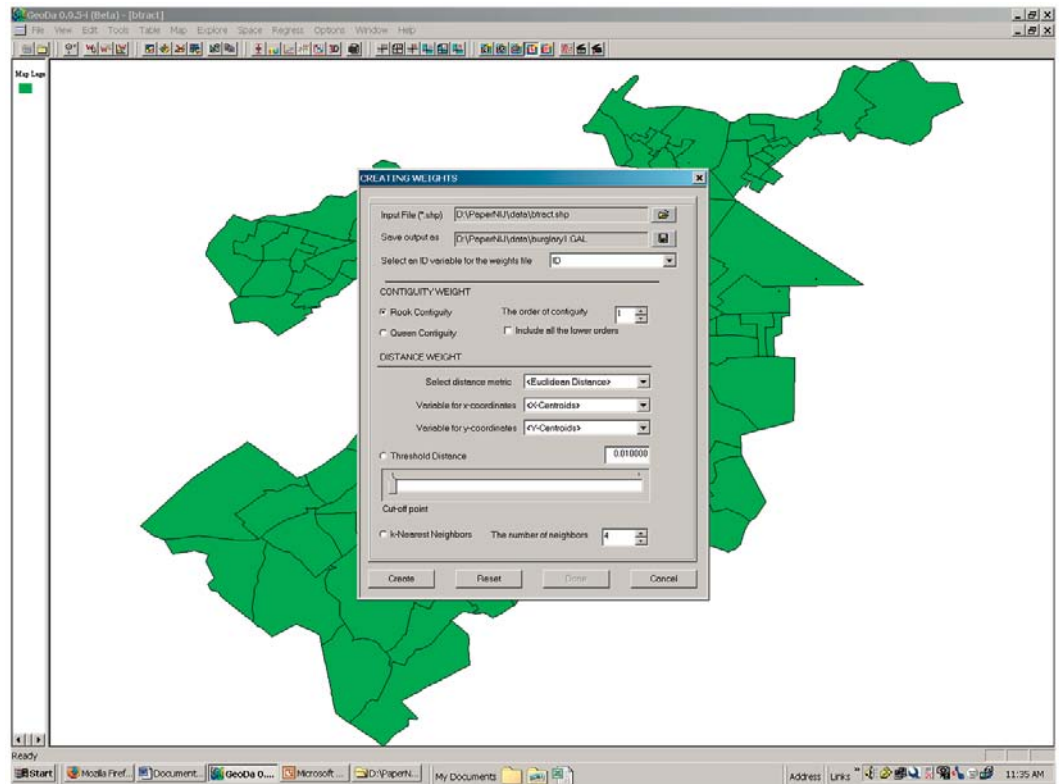 GeoDa 0.9.5-i (Beta) - [btract]
File View Edit Tools Table Map Explore Space Regress Options Window Help
Map Lege
CREATING WEIGHTS
Input File (*.shp) D:\PaperNIJ\data\btract.shp
Save output as D:\PaperNIJ\data\burglary1.GAL
Select an ID variable for the weights file ID
CONTIGUITY WEIGHT
Rook Contiguity The order of contiguity 1
Queen Contiguity Include all the lower orders
DISTANCE WEIGHT
Select distance metric <Euclidean Distance>
Variable for x-coordinates <X-Centroids>
Variable for y-coordinates <Y-Centroids>
Threshold Distance 0.010000
Cut-off point
k-Nearest Neighbors The number of neighbors 4
Create Reset Done Cancel
Ready
Start Mozilla Firef... Document... GeoDa 0.... Microsoft ... D:\PaperN... My Documents Address Links » 11:35 AM